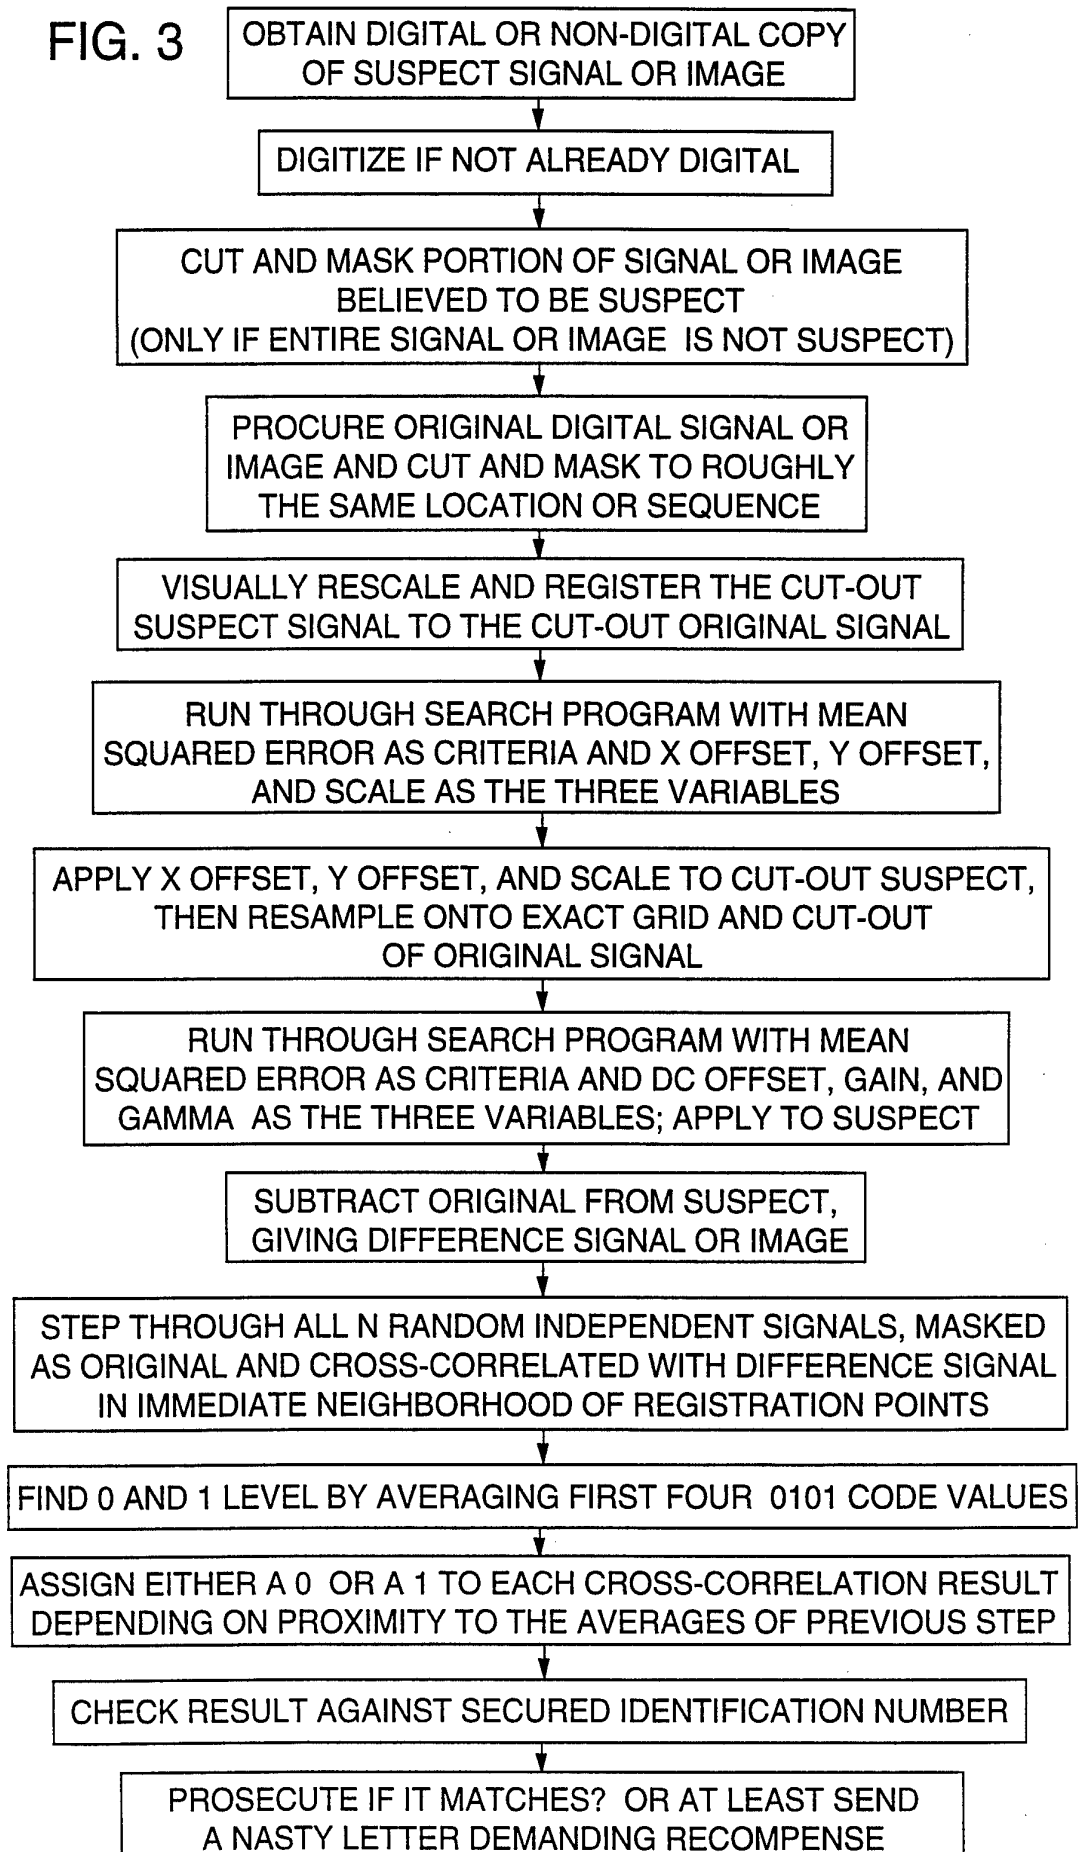 FIG. 3
OBTAIN DIGITAL OR NON-DIGITAL COPY
OF SUSPECT SIGNAL OR IMAGE
DIGITIZE IF NOT ALREADY DIGITAL
CUT AND MASK PORTION OF SIGNAL OR IMAGE
BELIEVED TO BE SUSPECT
(ONLY IF ENTIRE SIGNAL OR IMAGE IS NOT SUSPECT)
PROCURE ORIGINAL DIGITAL SIGNAL OR
IMAGE AND CUT AND MASK TO ROUGHLY
THE SAME LOCATION OR SEQUENCE
VISUALLY RESCALE AND REGISTER THE CUT-OUT
SUSPECT SIGNAL TO THE CUT-OUT ORIGINAL SIGNAL
RUN THROUGH SEARCH PROGRAM WITH MEAN
SQUARED ERROR AS CRITERIA AND X OFFSET, Y OFFSET,
AND SCALE AS THE THREE VARIABLES
APPLY X OFFSET, Y OFFSET, AND SCALE TO CUT-OUT SUSPECT,
THEN RESAMPLE ONTO EXACT GRID AND CUT-OUT
OF ORIGINAL SIGNAL
RUN THROUGH SEARCH PROGRAM WITH MEAN
SQUARED ERROR AS CRITERIA AND DC OFFSET, GAIN, AND
GAMMA AS THE THREE VARIABLES; APPLY TO SUSPECT
SUBTRACT ORIGINAL FROM SUSPECT,
GIVING DIFFERENCE SIGNAL OR IMAGE
STEP THROUGH ALL N RANDOM INDEPENDENT SIGNALS, MASKED
AS ORIGINAL AND CROSS-CORRELATED WITH DIFFERENCE SIGNAL
IN IMMEDIATE NEIGHBORHOOD OF REGISTRATION POINTS
FIND 0 AND 1 LEVEL BY AVERAGING FIRST FOUR 0101 CODE VALUES
ASSIGN EITHER A 0 OR A 1 TO EACH CROSS-CORRELATION RESULT
DEPENDING ON PROXIMITY TO THE AVERAGES OF PREVIOUS STEP
CHECK RESULT AGAINST SECURED IDENTIFICATION NUMBER
PROSECUTE IF IT MATCHES? OR AT LEAST SEND
A NASTY LETTER DEMANDING RECOMPENSE